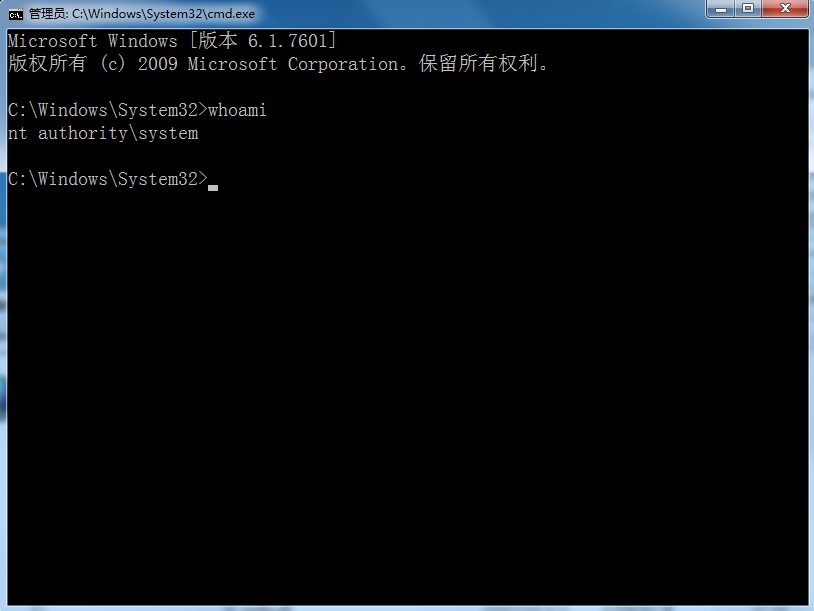 管理员: C:\Windows\System32\cmd.exe
Microsoft Windows [版本 6.1.7601]
版权所有 (c) 2009 Microsoft Corporation。保留所有权利。
C:\Windows\System32>whoami
nt authority\system
C:\Windows\System32>